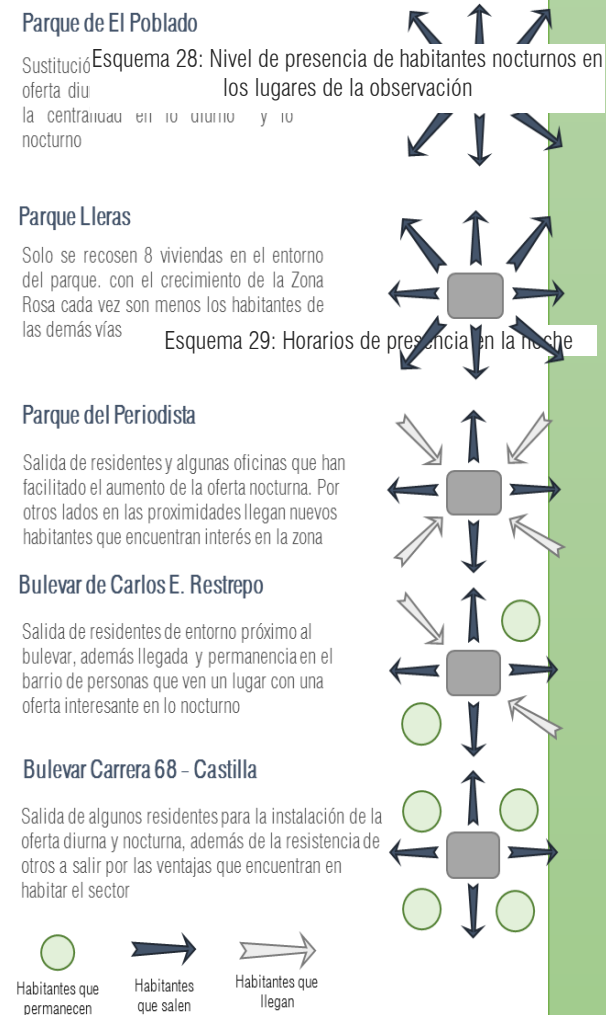 Parque de El Poblado
Esquema 28: Nivel de presencia de habitantes nocturnos en
los lugares de la observación
Sustitució
oferta diu
la centralidad en lo diurno y lo
nocturno
Parque Lleras
Solo se recosen 8 viviendas en el entorno
del parque. con el crecimiento de la Zona
Rosa cada vez son menos los habitantes de
las demás vías
Esquema 29: Horarios de presencia en la noche
Parque del Periodista
Salida de residentes y algunas oficinas que han
facilitado el aumento de la oferta nocturna. Por
otros lados en las proximidades llegan nuevos
habitantes que encuentran interés en la zona
Bulevar de Carlos E. Restrepo
Salida de residentes de entorno próximo al
bulevar, además llegada y permanencia en el
barrio de personas que ven un lugar con una
oferta interesante en lo nocturno
Bulevar Carrera 68 - Castilla
Salida de algunos residentes para la instalación de la
oferta diurna y nocturna, además de la resistencia de
otros a salir por las ventajas que encuentran en
habitar el sector
Habitantes que
permanecen
Habitantes
que salen
Habitantes que
llegan